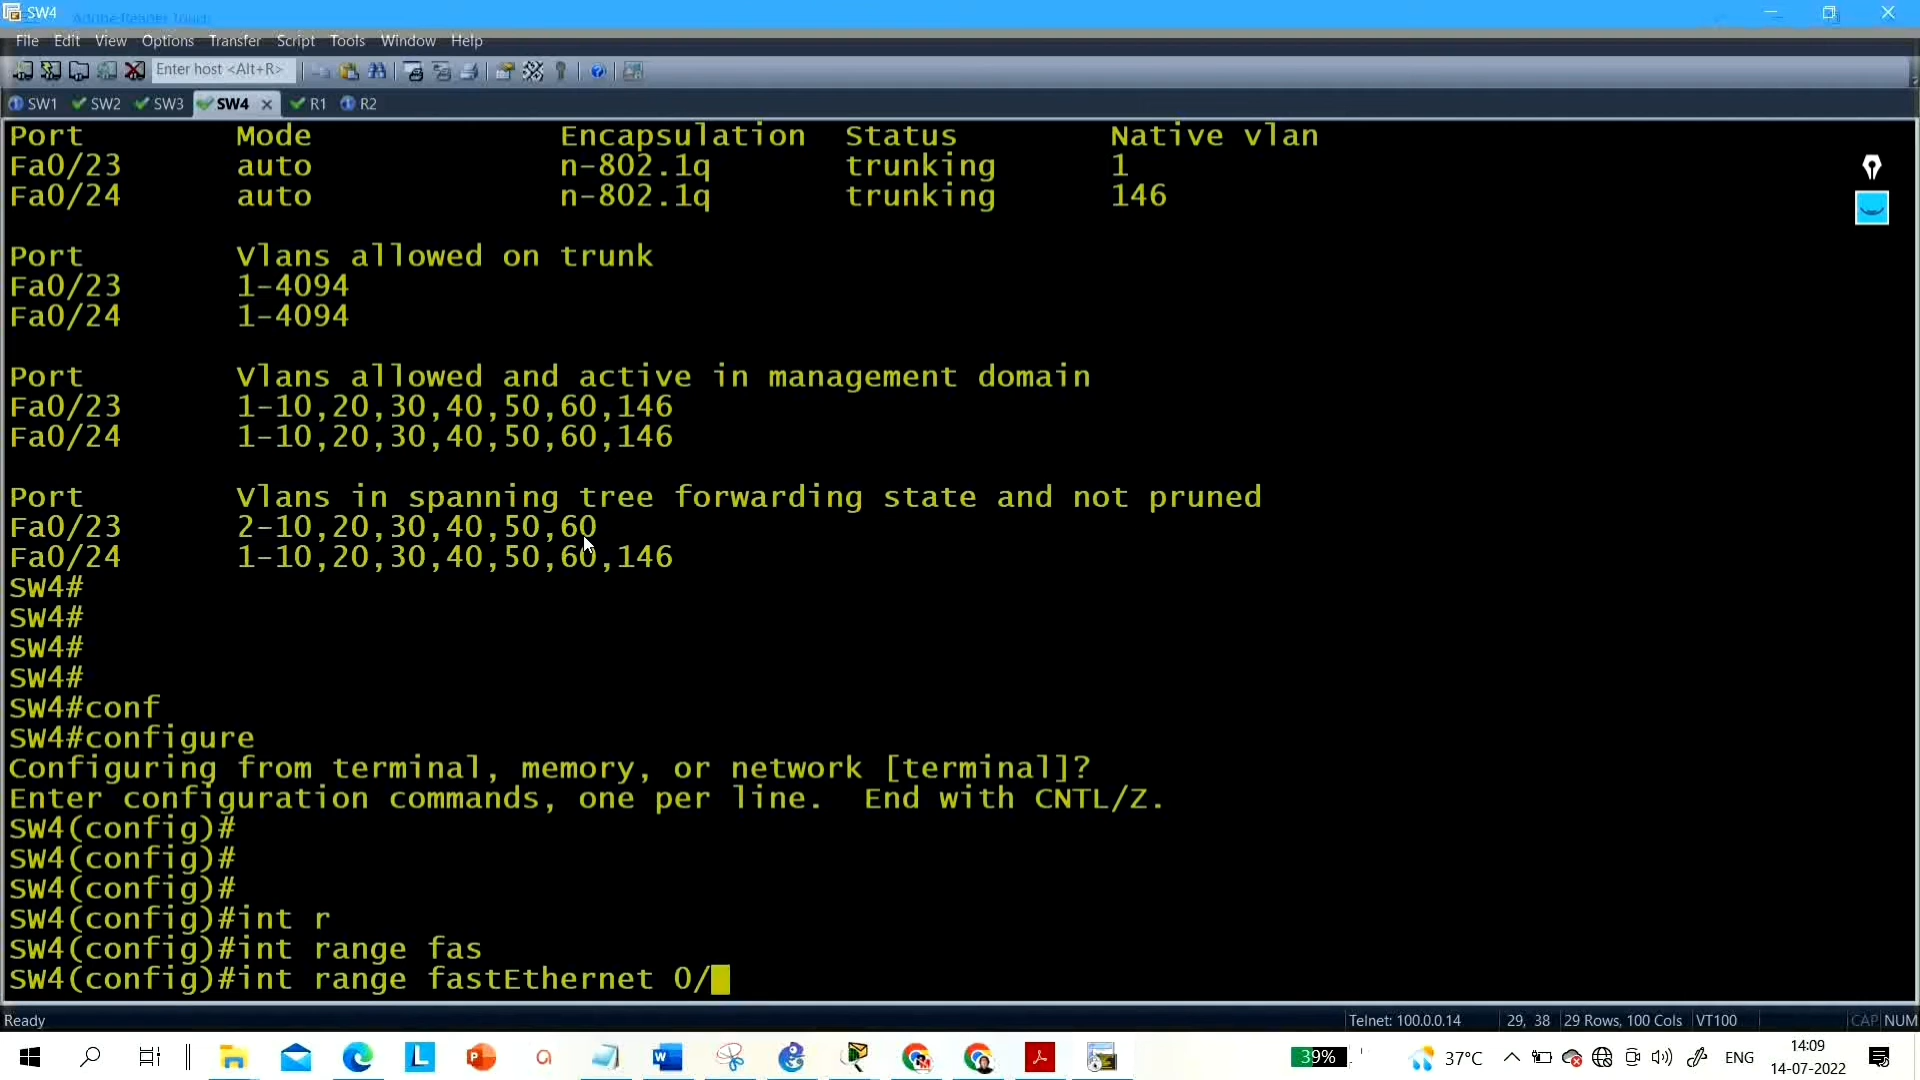 SW4
Adobe Reader Touch
File Edit View Options Transfer Script Tools Window Help
Enter host <Alt+R>
SW1 SW2 SW3 SW4 R1 R2
Port Mode Encapsulation Status Native vlan
Fa0/23 auto n-802.1q trunking 1
Fa0/24 auto n-802.1q trunking 146
Port Vlans allowed on trunk
Fa0/23 1-4094
Fa0/24 1-4094
Port Vlans allowed and active in management domain
Fa0/23 1-10,20,30,40,50,60,146
Fa0/24 1-10,20,30,40,50,60,146
Port Vlans in spanning tree forwarding state and not pruned
Fa0/23 2-10,20,30,40,50,60
Fa0/24 1-10,20,30,40,50,60,146
SW4#
SW4#
SW4#
SW4#
SW4#conf
SW4#configure
Configuring from terminal, memory, or network [terminal]?
Enter configuration commands, one per line. End with CNTL/Z.
SW4(config)#
SW4(config)#
SW4(config)#
SW4(config)#int r
SW4(config)#int range fas
SW4(config)#int range fastEthernet 0/
Ready Telnet: 100.0.0.14 29, 38 29 Rows, 100 Cols VT100 CAP NUM
39% 37°C ENG 14:09
14-07-2022